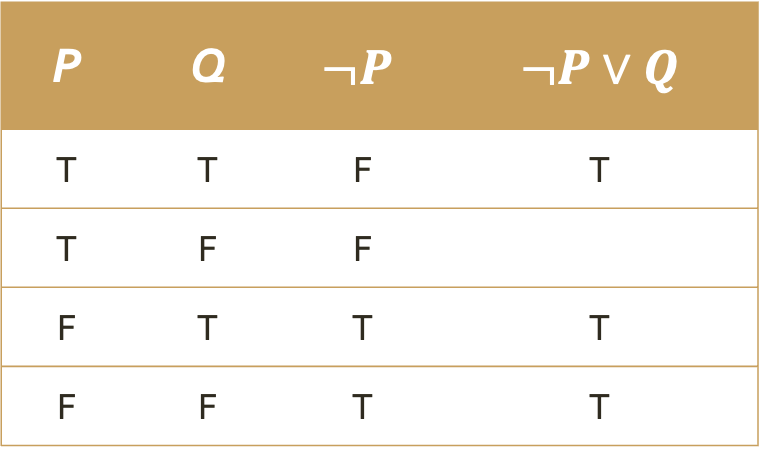 P Q ¬P ¬P ∨ Q
T T F T
T F F
F T T T
F F T T